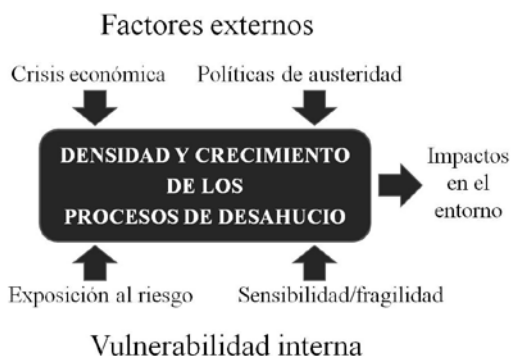 Factores externos
Crisis económica
Políticas de austeridad
DENSIDAD Y CRECIMIENTO
DE LOS
PROCESOS DE DESAHUCIO
Impactos
en el
entorno
Exposición al riesgo
Sensibilidad/fragilidad
Vulnerabilidad interna